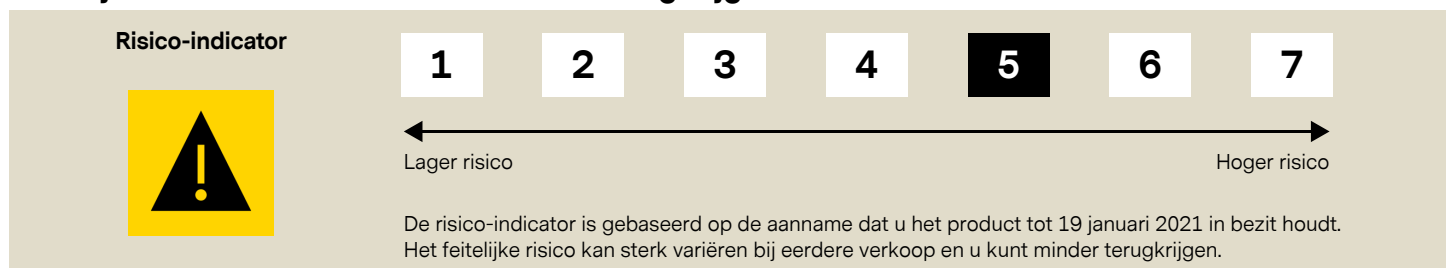 Risico-indicator
1 2 3 4 5 6 7
Lager risico Hoger risico
De risico-indicator is gebaseerd op de aanname dat u het product tot 19 januari 2021 in bezit houdt.
Het feitelijke risico kan sterk variëren bij eerdere verkoop en u kunt minder terugkrijgen.